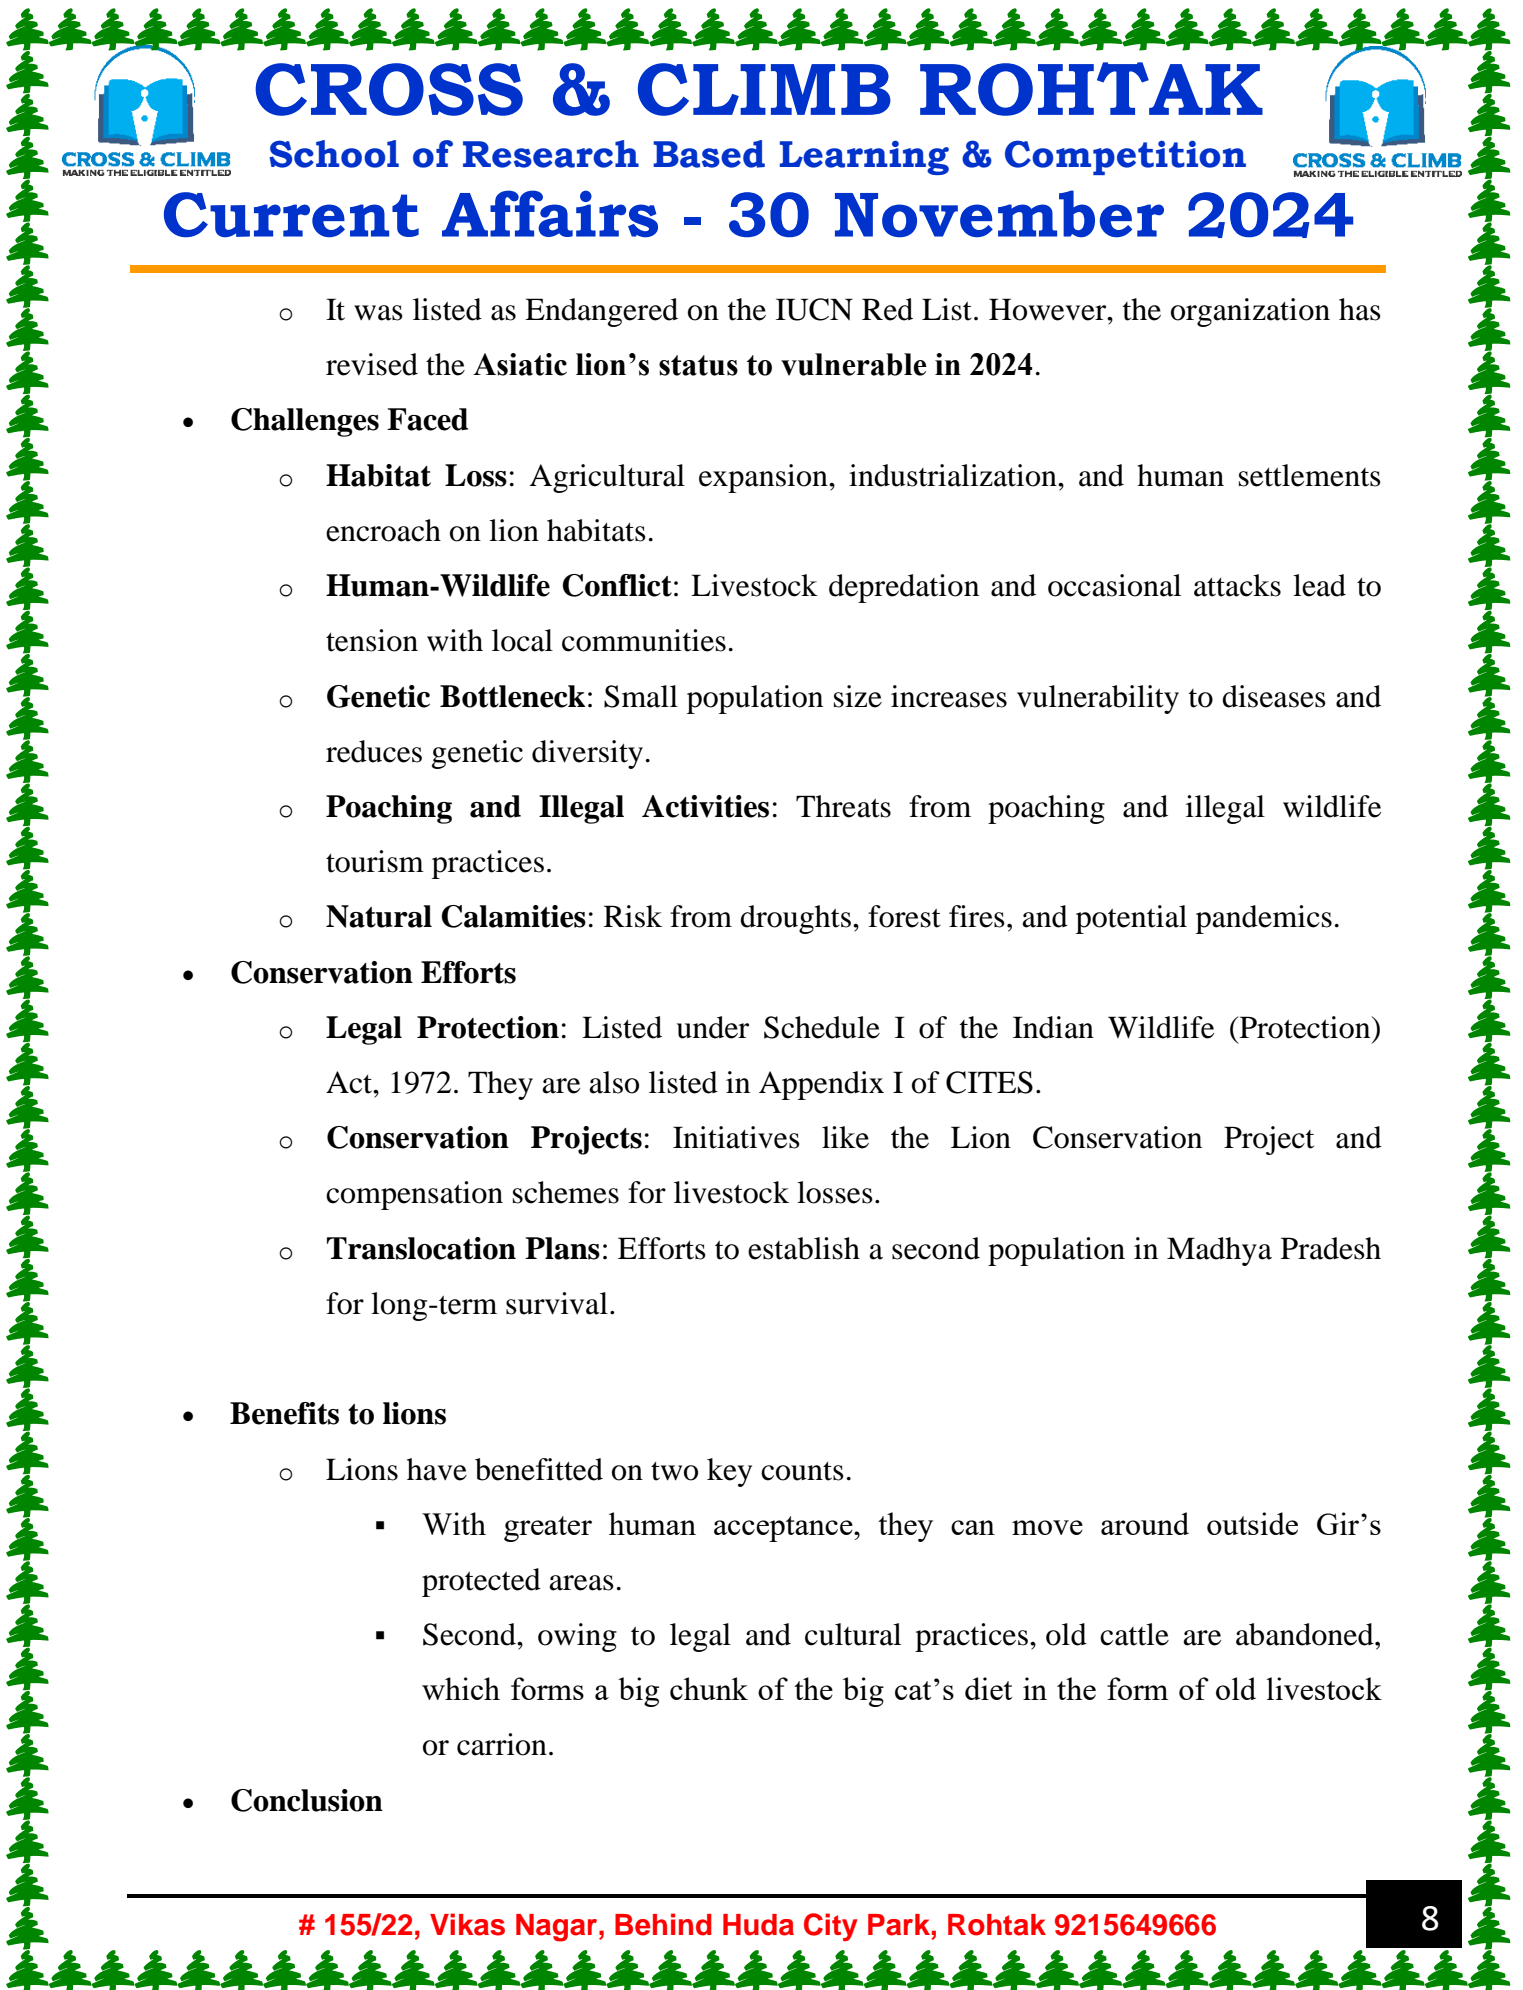 CROSS & CLIMB ROHTAK
School of Research Based Learning & Competition
CROSS & CLIMB
MAKING THE ELIGIBLE ENTITLED
CROSS & CLIMB
MAKING THE ELIGIBLE ENTITLED
Current Affairs - 30 November 2024
o It was listed as Endangered on the IUCN Red List. However, the organization has
revised the Asiatic lion’s status to vulnerable in 2024.
• Challenges Faced
o Habitat Loss: Agricultural expansion, industrialization, and human settlements
encroach on lion habitats.
o Human-Wildlife Conflict: Livestock depredation and occasional attacks lead to
tension with local communities.
o Genetic Bottleneck: Small population size increases vulnerability to diseases and
reduces genetic diversity.
o Poaching and Illegal Activities: Threats from poaching and illegal wildlife
tourism practices.
o Natural Calamities: Risk from droughts, forest fires, and potential pandemics.
• Conservation Efforts
o Legal Protection: Listed under Schedule I of the Indian Wildlife (Protection)
Act, 1972. They are also listed in Appendix I of CITES.
o Conservation Projects: Initiatives like the Lion Conservation Project and
compensation schemes for livestock losses.
o Translocation Plans: Efforts to establish a second population in Madhya Pradesh
for long-term survival.
• Benefits to lions
o Lions have benefitted on two key counts.
▪ With greater human acceptance, they can move around outside Gir’s
protected areas.
▪ Second, owing to legal and cultural practices, old cattle are abandoned,
which forms a big chunk of the big cat’s diet in the form of old livestock
or carrion.
• Conclusion
# 155/22, Vikas Nagar, Behind Huda City Park, Rohtak 9215649666
8